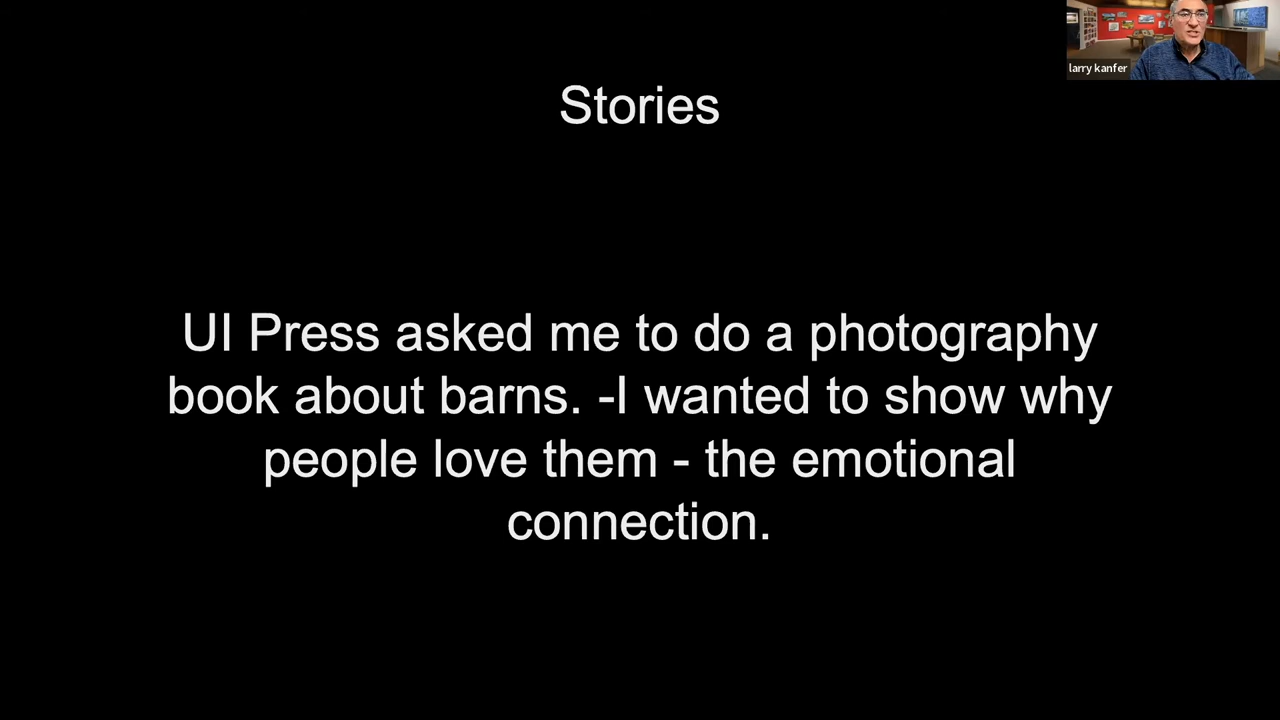 larry kanfer
Stories
UI Press asked me to do a photography
book about barns. -I wanted to show why
people love them - the emotional
connection.